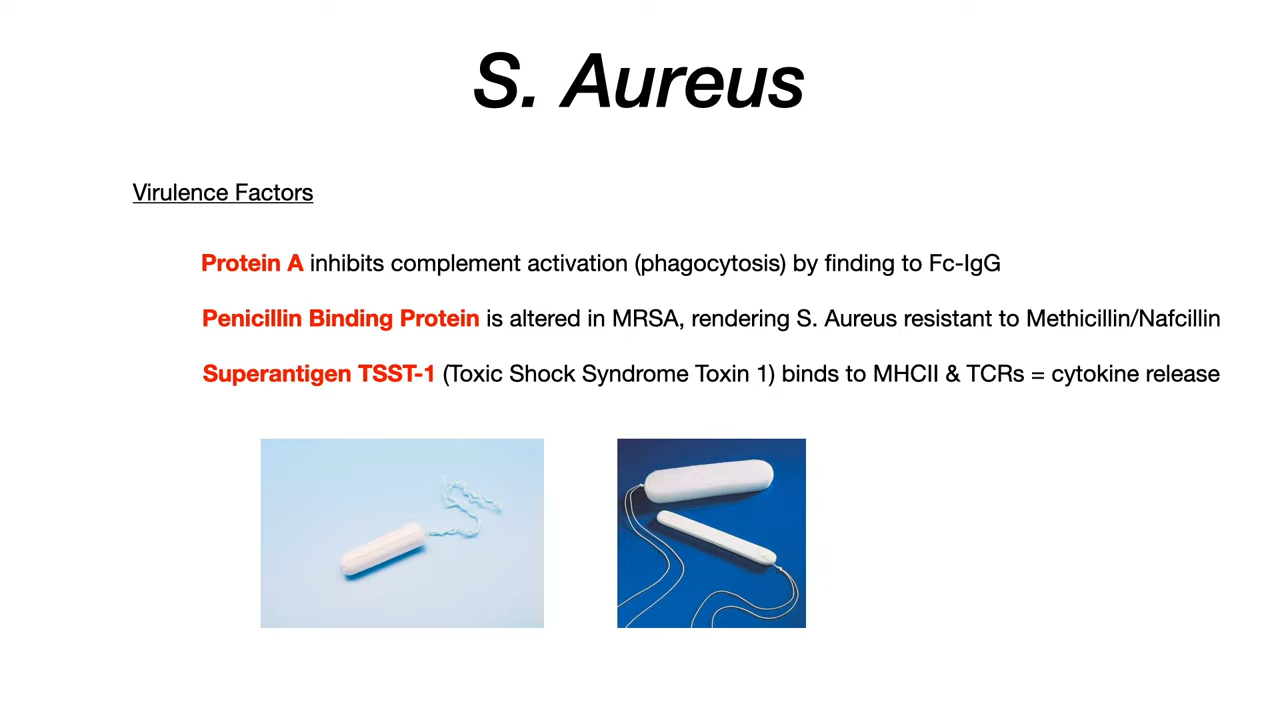 S. Aureus
Virulence Factors
Protein A inhibits complement activation (phagocytosis) by finding to Fc-IgG
Penicillin Binding Protein is altered in MRSA, rendering S. Aureus resistant to Methicillin/Nafcillin
Superantigen TSST-1 (Toxic Shock Syndrome Toxin 1) binds to MHCII & TCRs = cytokine release